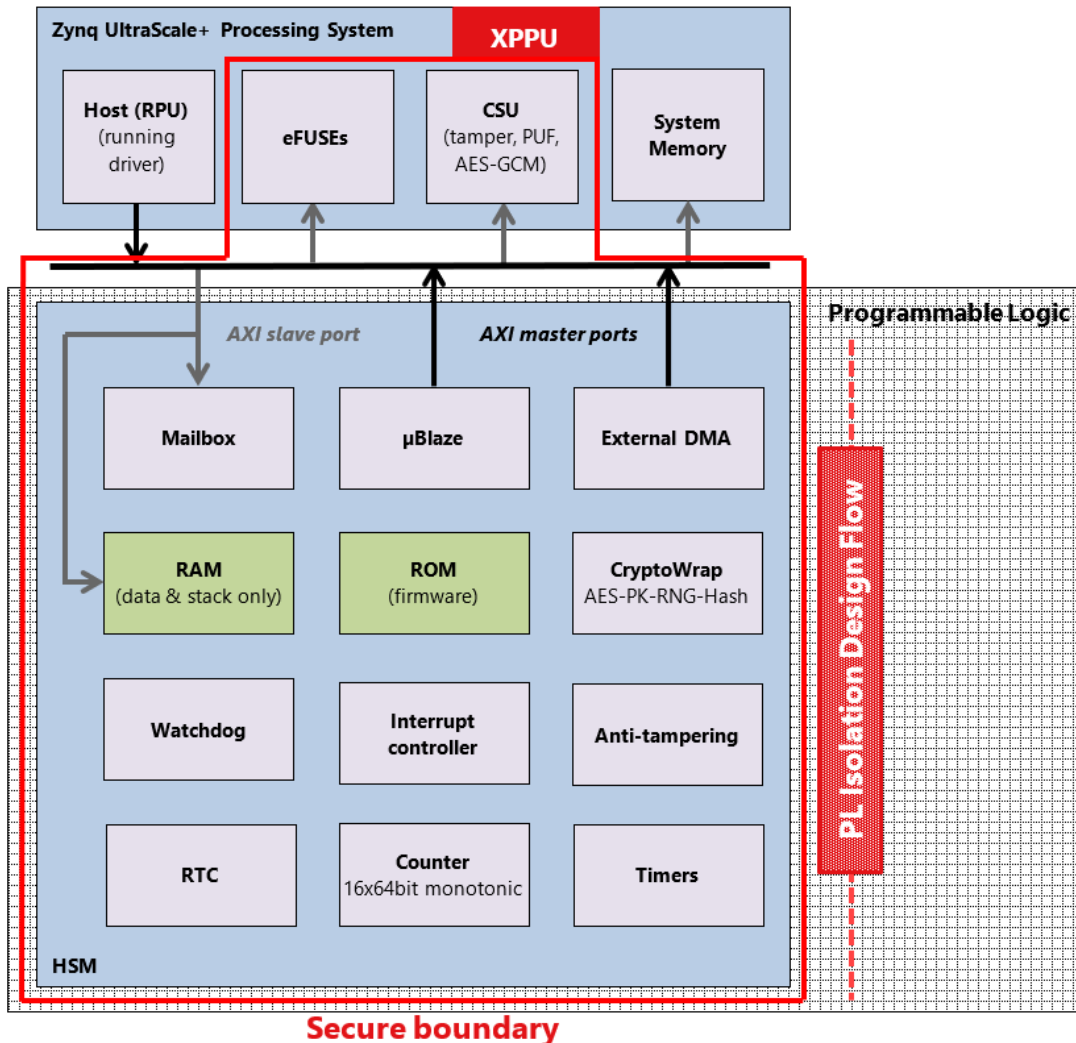 Zynq UltraScale+ Processing System
XPPU
Host (RPU)
(running
driver)
eFUSEs
CSU
(tamper, PUF,
AES-GCM)
System
Memory
Programmable Logic
AXI slave port
AXI master ports
Mailbox
µBlaze
External DMA
RAM
(data & stack only)
ROM
(firmware)
CryptoWrap
AES-PK-RNG-Hash
PL Isolation Design Flow
Watchdog
Interrupt
controller
Anti-tampering
RTC
Counter
16x64bit monotonic
Timers
HSM
Secure boundary